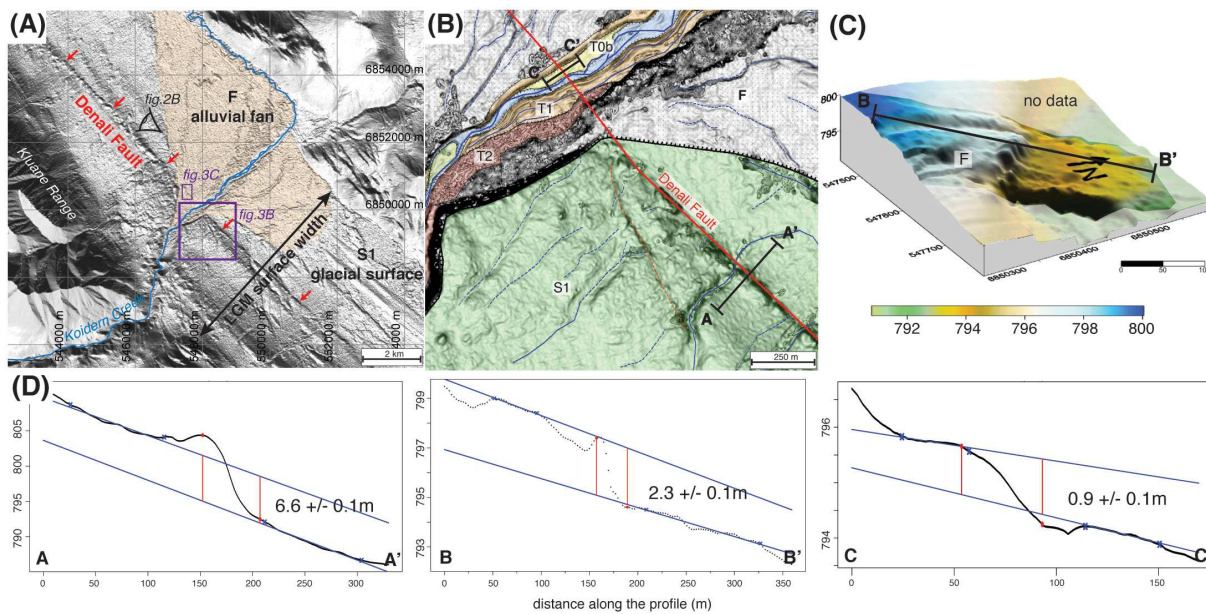 (A)
Denali Fault
fig.2B
F
alluvial fan
6854000 m
6852000 m
6850000 m
fig.3C
fig.3B
Kluane Range
LGM surface width
S1
glacial surface
Koidern Creek
544000 m
546000 m
548000 m
550000 m
552000 m
2 km
(B)
C'
T0b
C
T1
F
T2
Denali Fault
A'
S1
A
250 m
(C)
no data
800
B
795
F
N
B'
547600
547800
547700
6850300
6850400
6850500
0
50
10
792
794
796
798
800
(D)
805
800
795
790
6.6 +/- 0.1m
A
A'
0
50
100
150
200
250
300
799
797
795
793
2.3 +/- 0.1m
B
B'
0
50
100
150
200
250
300
350
distance along the profile (m)
796
794
0.9 +/- 0.1m
C
C
0
50
100
150